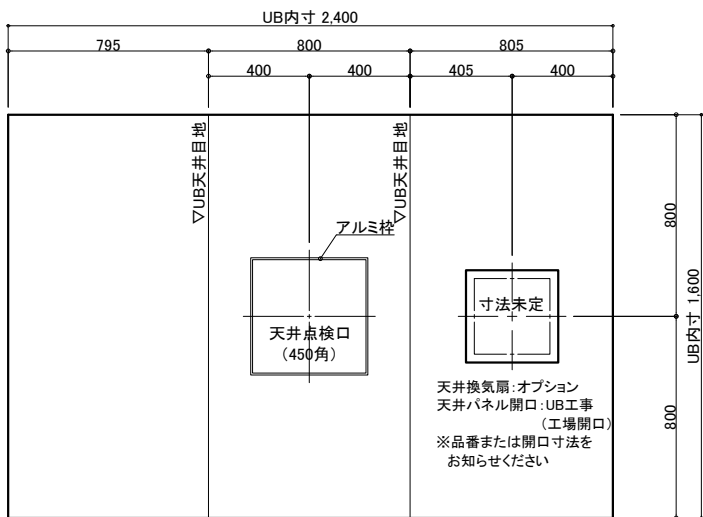 UB内寸 2,400
795
800
805
400
400
405
400
▽UB天井目地
▽UB天井目地
アルミ枠
天井点検口
(450角)
寸法未定
天井換気扇:オプション
天井パネル開口:UB工事
(工場開口)
※品番または開口寸法を
お知らせください
800
800
UB内寸 1,600